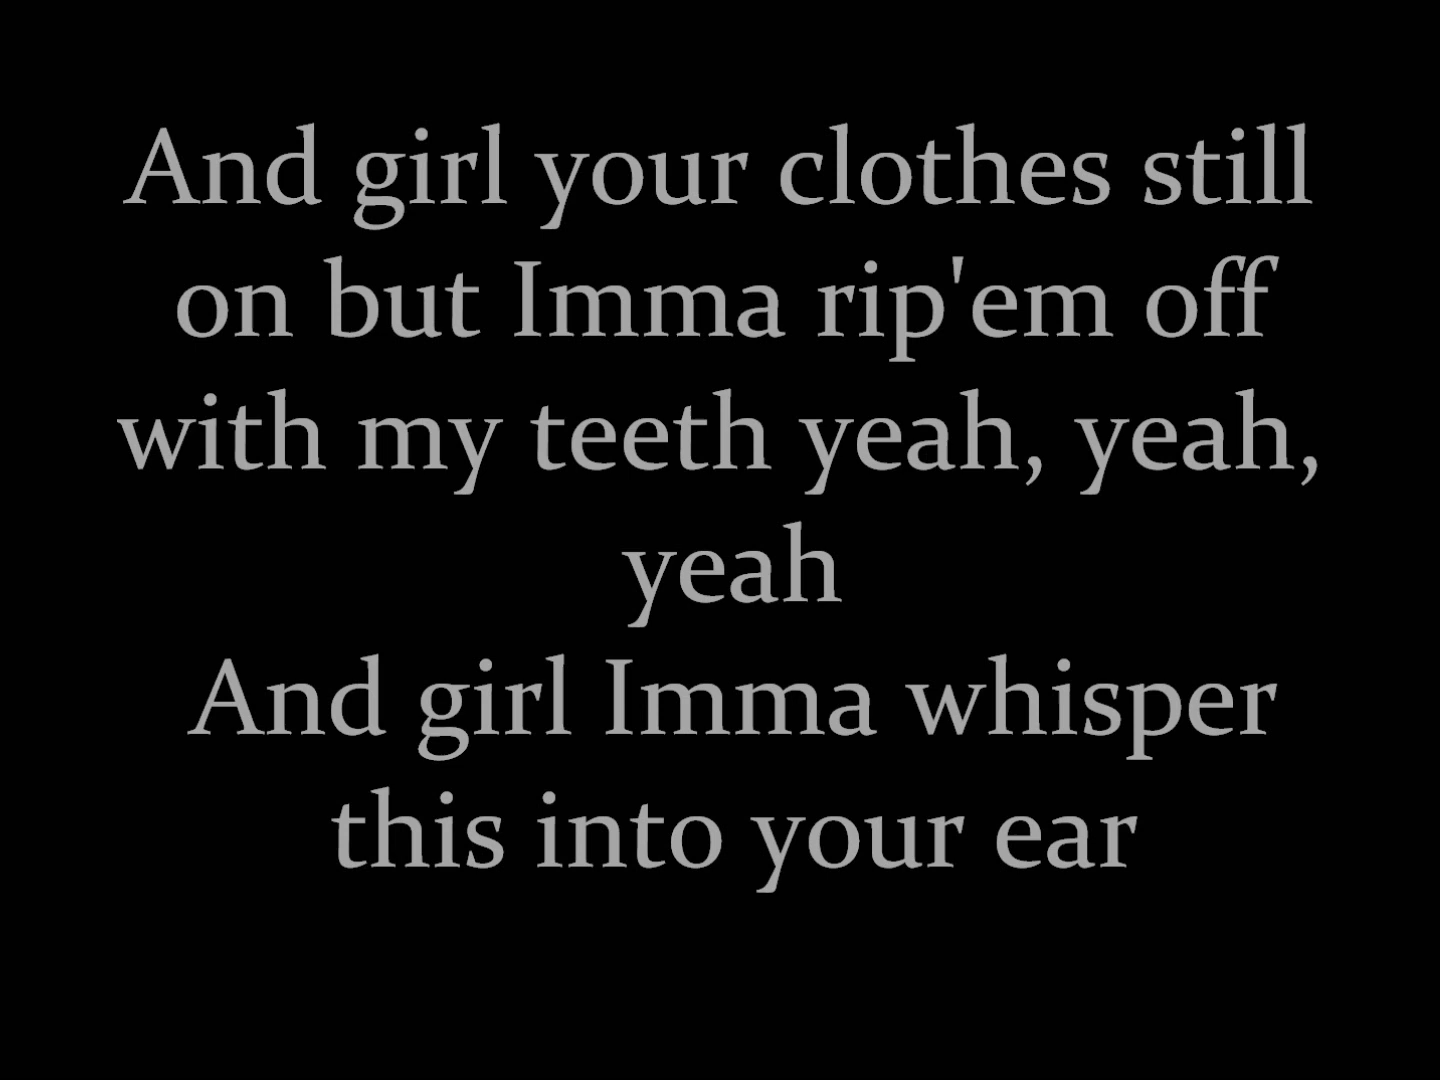 And girl your clothes still
on but Imma rip'em off
with my teeth yeah, yeah,
yeah
And girl Imma whisper
this into your ear